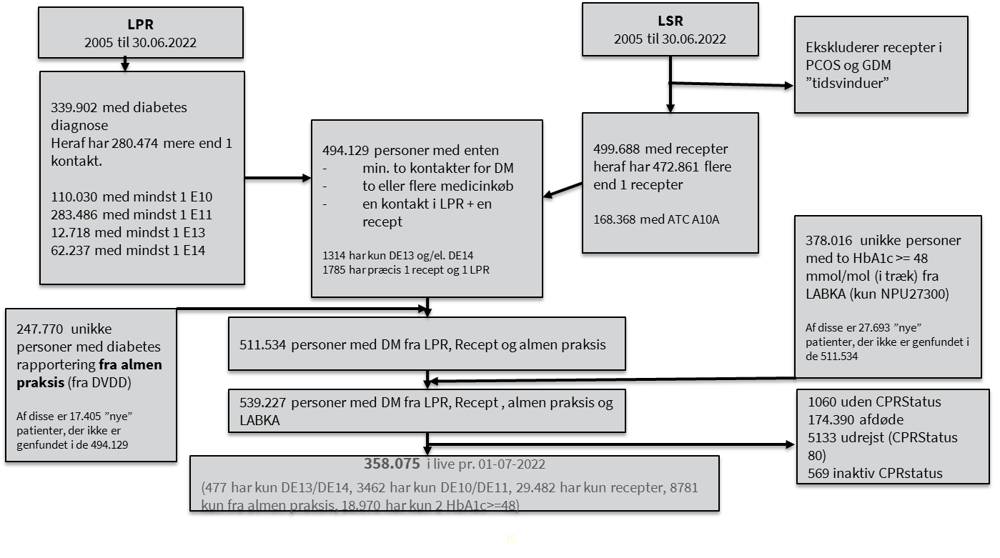 LPR
2005 til 30.06.2022
LSR
2005 til 30.06.2022
Ekskluderer recepter i
PCOS og GDM
”tidsvinduer”
339.902 med diabetes
diagnose
Heraf har 280.474 mere end 1
kontakt.
110.030 med mindst 1 E10
283.486 med mindst 1 E11
12.718 med mindst 1 E13
62.237 med mindst 1 E14
494.129 personer med enten
- min. to kontakter for DM
- to eller flere medicinkøb
- en kontakt i LPR + en
recept
1314 har kun DE13 og/el. DE14
1785 har præcis 1 recept og 1 LPR
499.688 med recepter
heraf har 472.861 flere
end 1 recepter
168.368 med ATC A10A
378.016 unikke personer
med to HbA1c >= 48
mmol/mol (i træk) fra
LABKA (kun NPU27300)
Af disse er 27.693 ”nye”
patienter, der ikke er genfundet i
de 511.534
247.770 unikke
personer med diabetes
rapportering fra almen
praksis (fra DVDD)
Af disse er 17.405 ”nye”
patienter, der ikke er
genfundet i de 494.129
511.534 personer med DM fra LPR, Recept og almen praksis
539.227 personer med DM fra LPR, Recept , almen praksis og
LABKA
1060 uden CPRStatus
174.390 afdøde
5133 udrejst (CPRStatus
80)
569 inaktiv CPRstatus
358.075 i live pr. 01-07-2022
(477 har kun DE13/DE14, 3462 har kun DE10/DE11, 29.482 har kun recepter, 8781
kun fra almen praksis, 18.970 har kun 2 HbA1c>=48)